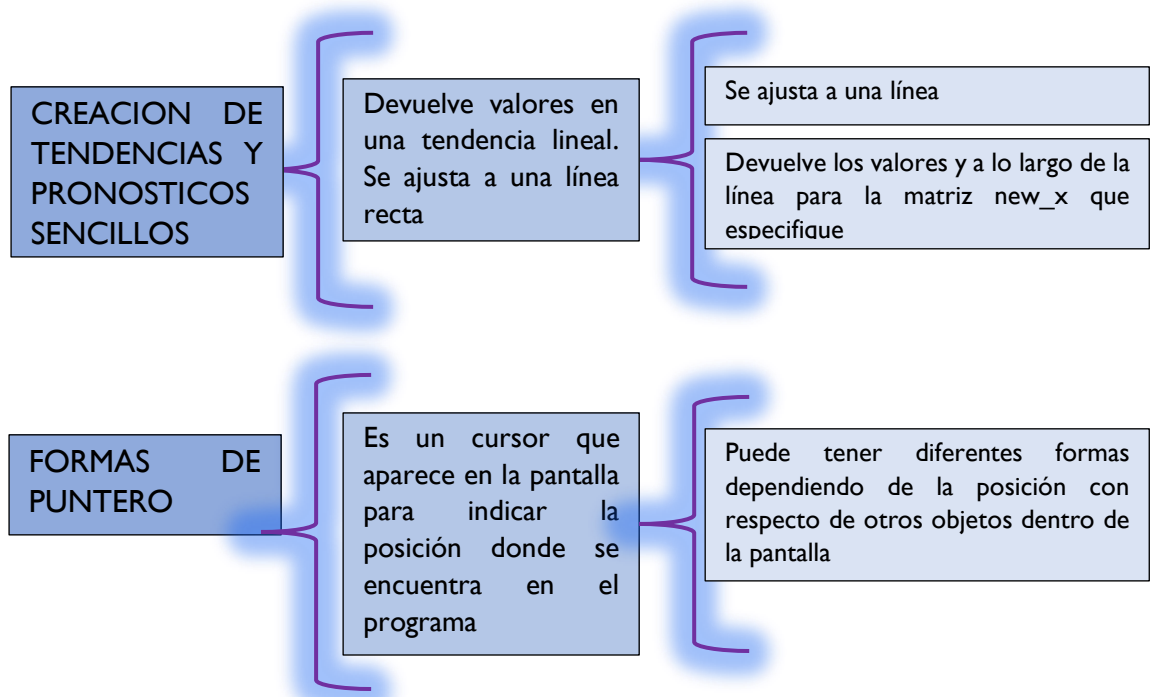 CREACION DE
TENDENCIAS Y
PRONOSTICOS
SENCILLOS
Devuelve valores en
una tendencia lineal.
Se ajusta a una línea
recta
Se ajusta a una línea
Devuelve los valores y a lo largo de la
línea para la matriz new_x que
especifique
FORMAS DE
PUNTERO
Es un cursor que
aparece en la pantalla
para indicar la
posición donde se
encuentra en el
programa
Puede tener diferentes formas
dependiendo de la posición con
respecto de otros objetos dentro de
la pantalla